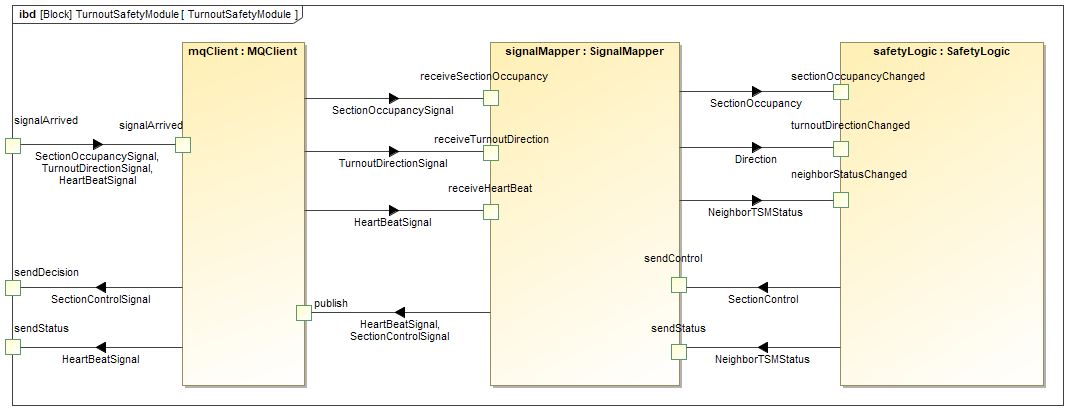 ibd [Block] TurnoutSafetyModule [ TurnoutSafetyModule ]
mqClient : MQClient
signalMapper : SignalMapper
safetyLogic : SafetyLogic
signalArrived
signalArrived
SectionOccupancySignal,
TurnoutDirectionSignal,
HeartBeatSignal
receiveSectionOccupancy
SectionOccupancySignal
receiveTurnoutDirection
TurnoutDirectionSignal
receiveHeartBeat
HeartBeatSignal
sectionOccupancyChanged
SectionOccupancy
turnoutDirectionChanged
Direction
neighborStatusChanged
NeighborTSMStatus
sendDecision
SectionControlSignal
sendStatus
HeartBeatSignal
publish
HeartBeatSignal,
SectionControlSignal
sendControl
SectionControl
sendStatus
NeighborTSMStatus